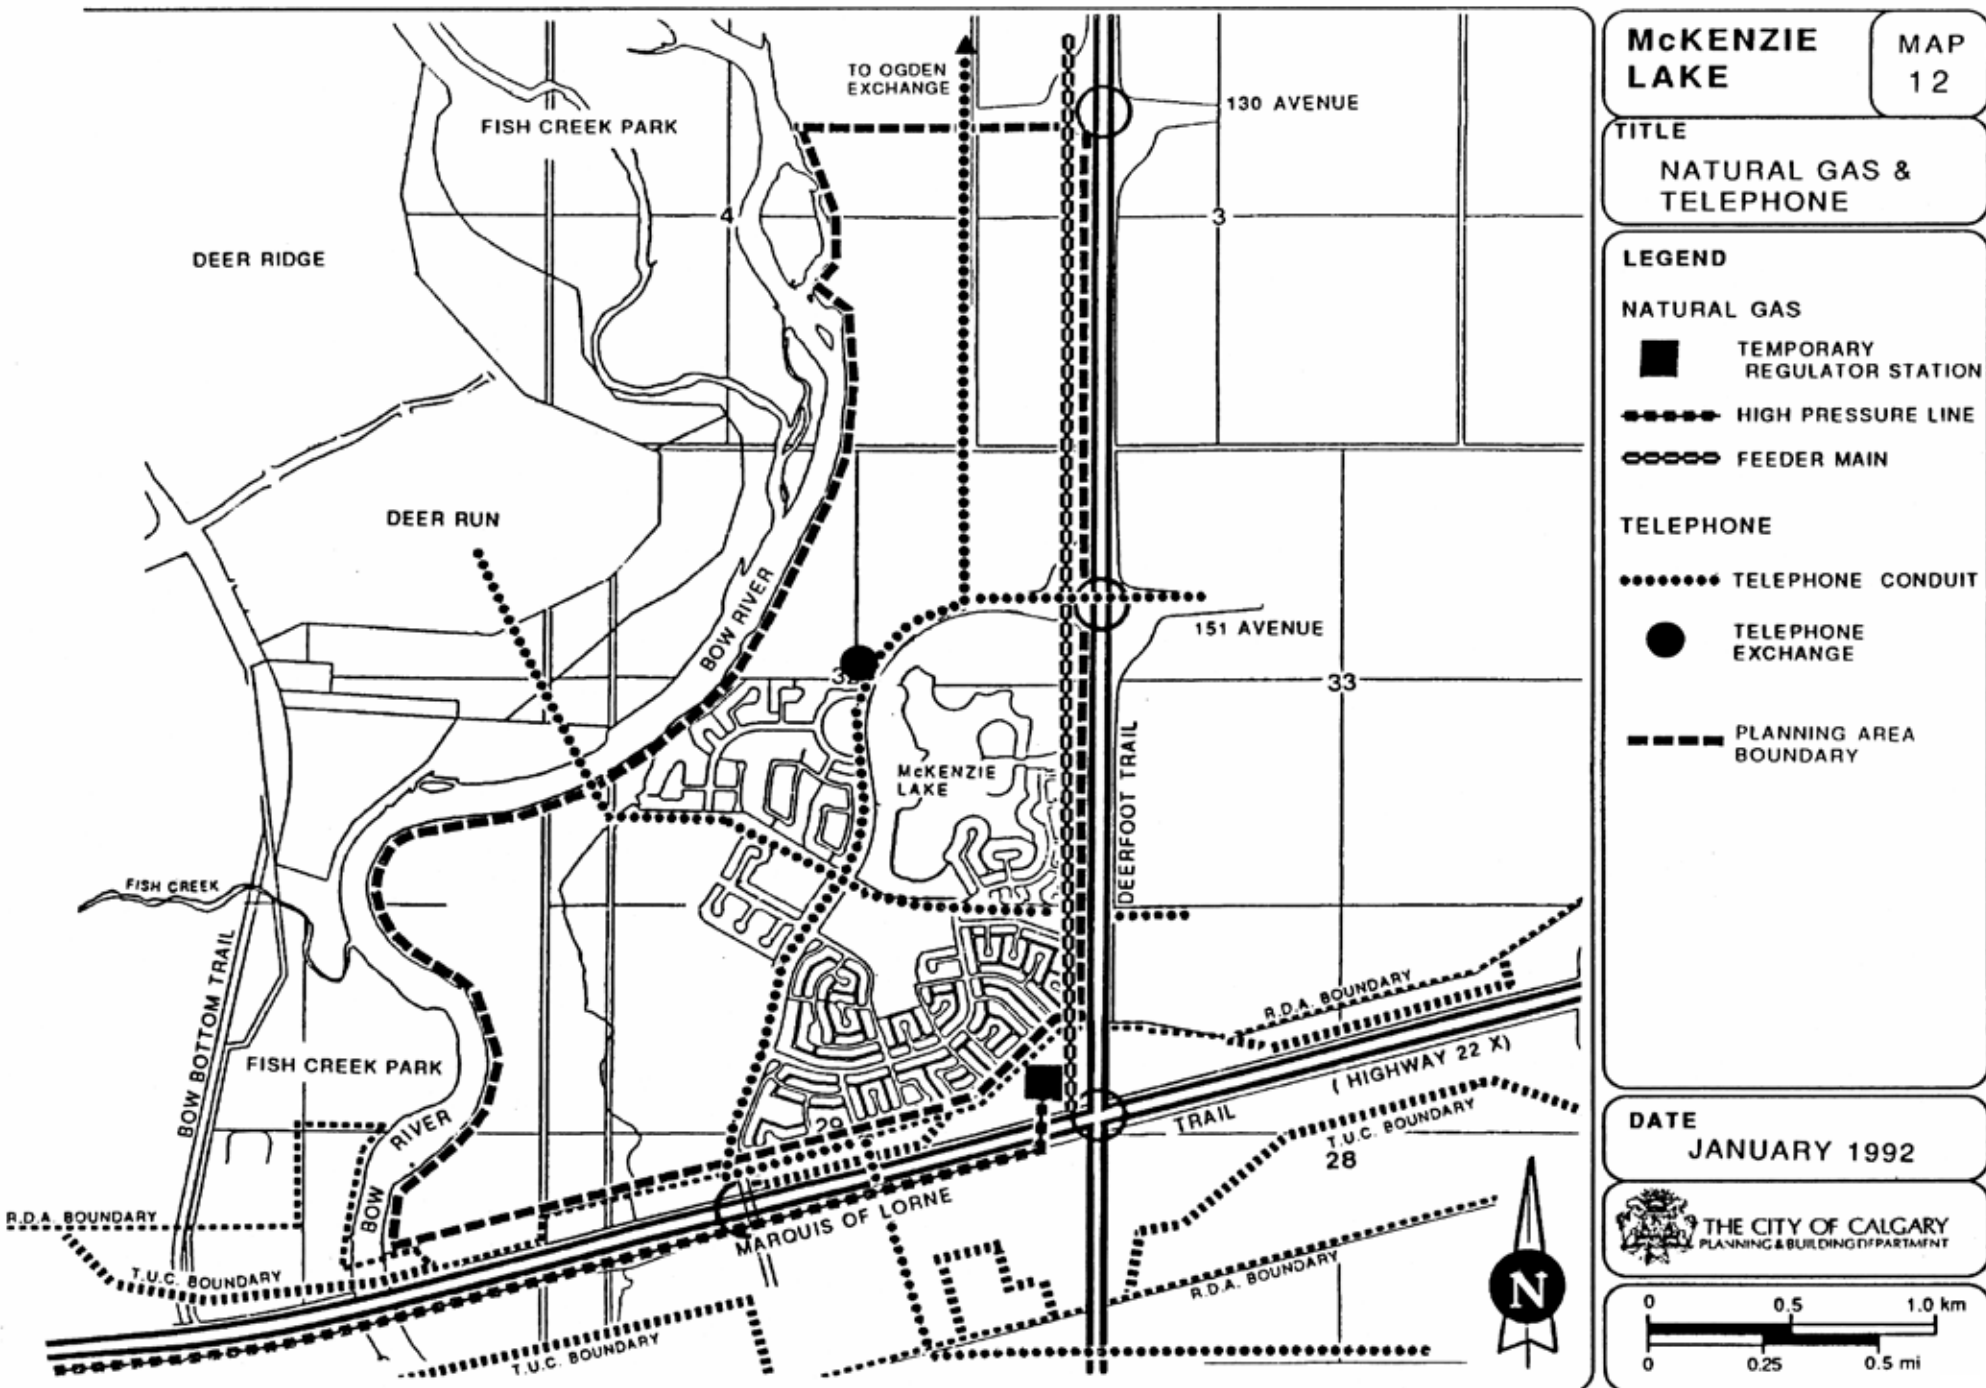 McKENZIE
LAKE
MAP
12
TITLE
NATURAL GAS &
TELEPHONE
LEGEND
NATURAL GAS
TEMPORARY
REGULATOR STATION
HIGH PRESSURE LINE
FEEDER MAIN
TELEPHONE
TELEPHONE CONDUIT
TELEPHONE
EXCHANGE
PLANNING AREA
BOUNDARY
DATE
JANUARY 1992
THE CITY OF CALGARY
PLANNING & BUILDING DEPARTMENT
0 0.5 1.0 km
0 0.25 0.5 mi
N
TO OGDEN
EXCHANGE
130 AVENUE
FISH CREEK PARK
4
3
DEER RIDGE
DEER RUN
BOW RIVER
151 AVENUE
33
McKENZIE
LAKE
DEERFOOT TRAIL
FISH CREEK
BOW BOTTOM TRAIL
R.D.A. BOUNDARY
FISH CREEK PARK
(HIGHWAY 22 X)
TRAIL
T.U.C. BOUNDARY
28
29
BOW RIVER
R.D.A. BOUNDARY
MARQUIS OF LORNE
T.U.C. BOUNDARY
R.D.A. BOUNDARY
T.U.C. BOUNDARY